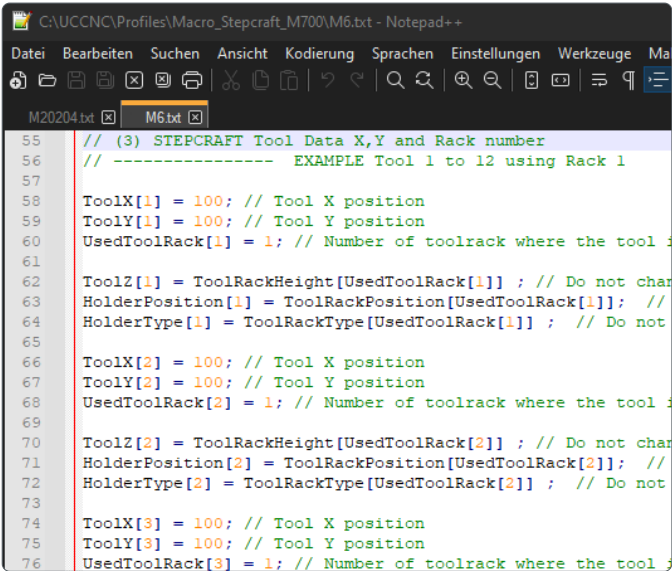 C:\UCCNC\Profiles\Macro_Stepcraft_M700\M6.txt - Notepad++
Datei Bearbeiten Suchen Ansicht Kodierung Sprachen Einstellungen Werkzeuge
M20204.txt M6.txt
55 // (3) STEPCRAFT Tool Data X,Y and Rack number
56 // ---------------- EXAMPLE Tool 1 to 12 using Rack 1
57
58 ToolX[1] = 100; // Tool X position
59 ToolY[1] = 100; // Tool Y position
60 UsedToolRack[1] = 1; // Number of toolrack where the tool
61
62 ToolZ[1] = ToolRackHeight[UsedToolRack[1]] ; // Do not
63 HolderPosition[1] = ToolRackPosition[UsedToolRack[1]]; //
64 HolderType[1] = ToolRackType[UsedToolRack[1]] ; // Do not
65
66 ToolX[2] = 100; // Tool X position
67 ToolY[2] = 100; // Tool Y position
68 UsedToolRack[2] = 1; // Number of toolrack where the tool
69
70 ToolZ[2] = ToolRackHeight[UsedToolRack[2]] ; // Do not
71 HolderPosition[2] = ToolRackPosition[UsedToolRack[2]]; //
72 HolderType[2] = ToolRackType[UsedToolRack[2]] ; // Do not
73
74 ToolX[3] = 100; // Tool X position
75 ToolY[3] = 100; // Tool Y position
76 UsedToolRack[3] = 1; // Number of toolrack where the tool